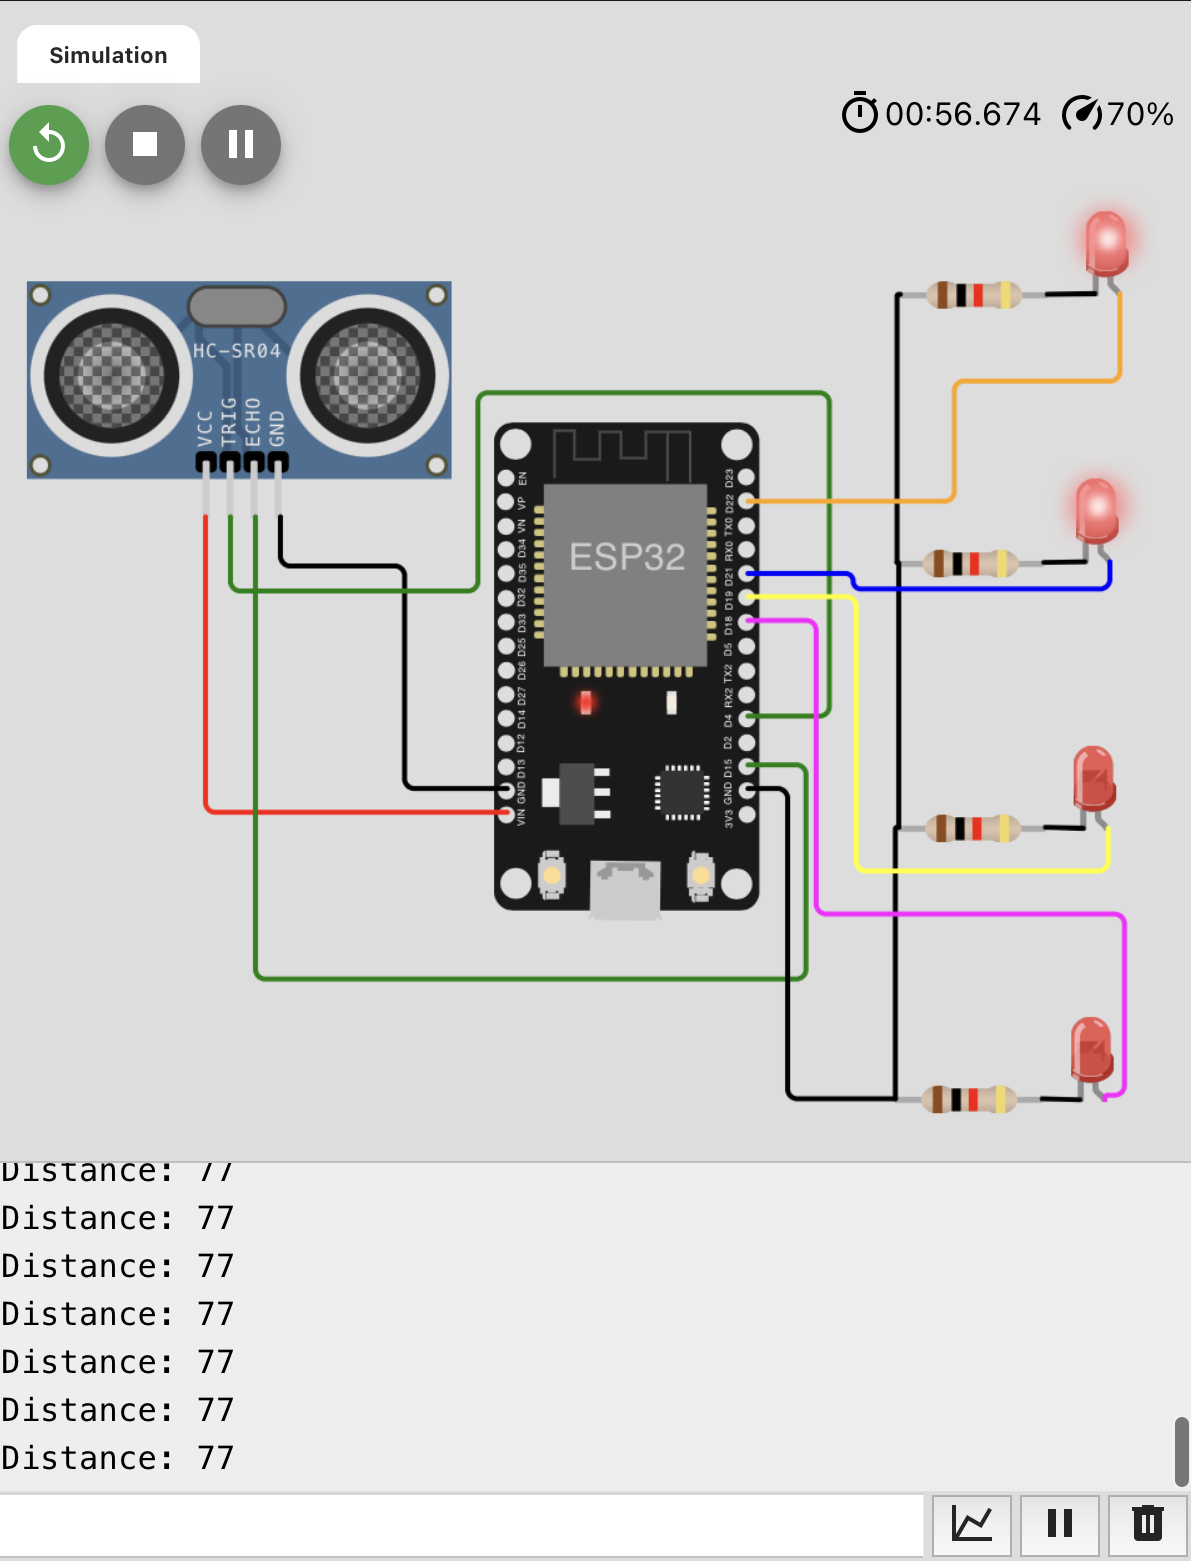 Simulation
00:56.674
70%
HC-SR04
VCC
TRIG
ECHO
GND
ESP32
EN
VP
VN
D34
D35
D32
D33
D25
D26
D27
D14
D12
D13
GND
VIN
D23
D22
TX0
RX0
D21
D19
D18
D5
TX2
RX2
D4
D2
D15
GND
3V3
Distance: 77
Distance: 77
Distance: 77
Distance: 77
Distance: 77
Distance: 77
Distance: 77